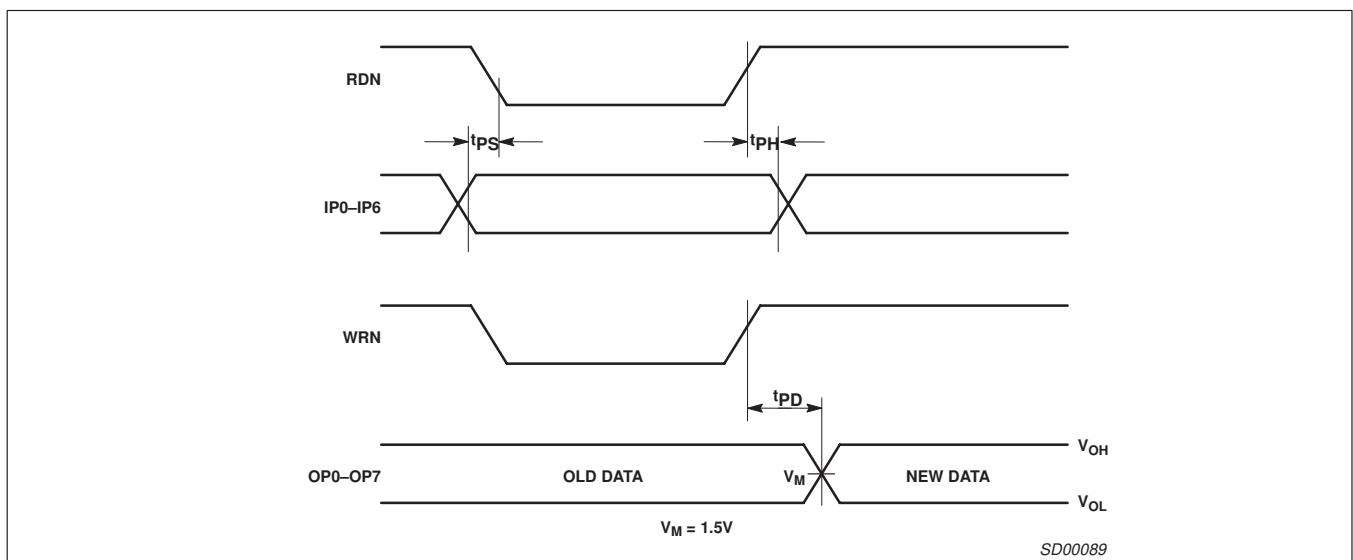 RDN
tPS
tPH
IP0–IP6
WRN
tPD
VOH
OP0–OP7 OLD DATA VM NEW DATA
VOL
VM = 1.5V
SD00089